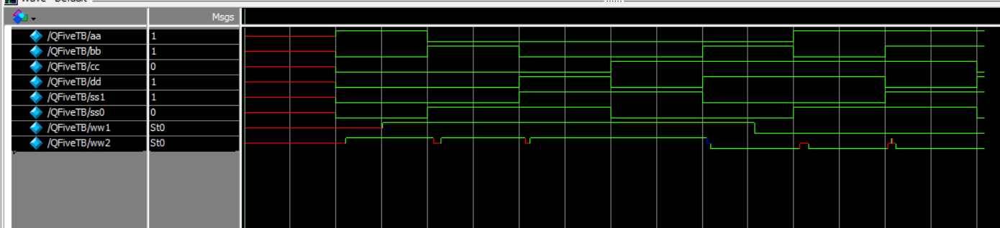 Wave - Default
Msgs
/QFiveTB/aa 1
/QFiveTB/bb 1
/QFiveTB/cc 0
/QFiveTB/dd 1
/QFiveTB/ss1 1
/QFiveTB/ss0 0
/QFiveTB/ww1 St0
/QFiveTB/ww2 St0